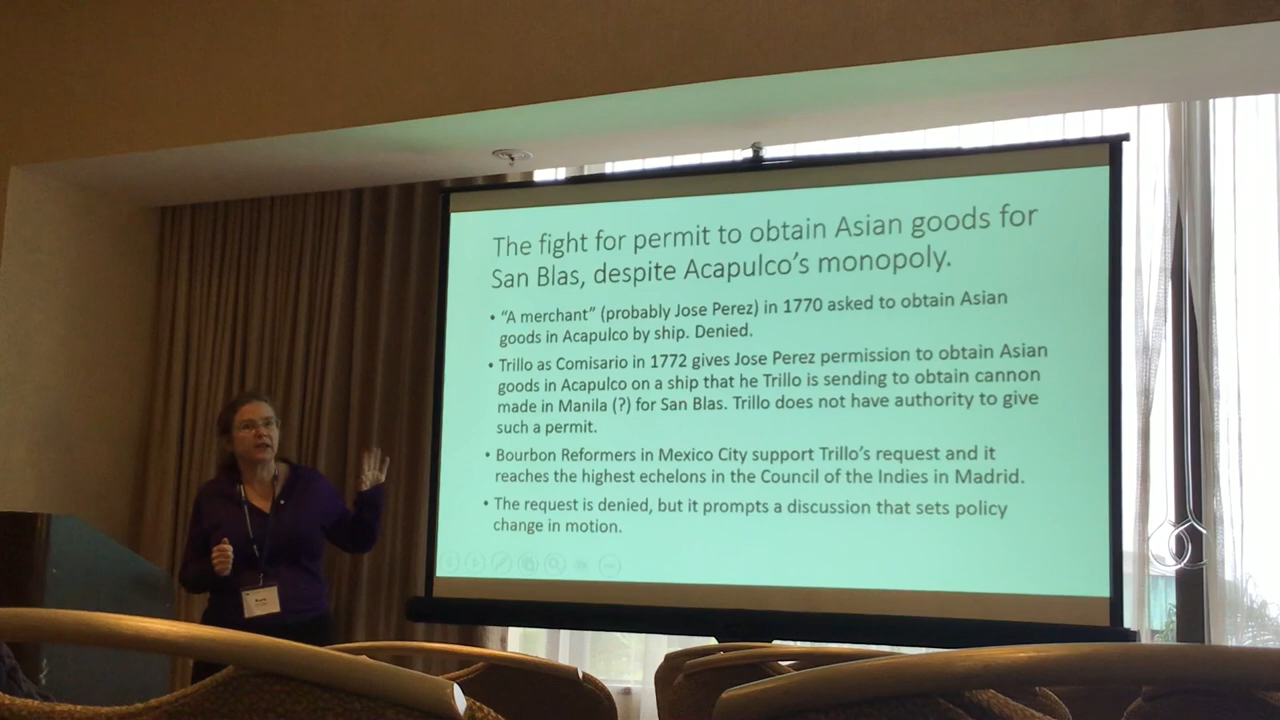 The fight for permit to obtain Asian goods for
San Blas, despite Acapulco's monopoly.
• “A merchant” (probably Jose Perez) in 1770 asked to obtain Asian
goods in Acapulco by ship. Denied.
• Trillo as Comisario in 1772 gives Jose Perez permission to obtain Asian
goods in Acapulco on a ship that he Trillo is sending to obtain cannon
made in Manila (?) for San Blas. Trillo does not have authority to give
such a permit.
• Bourbon Reformers in Mexico City support Trillo's request and it
reaches the highest echelons in the Council of the Indies in Madrid.
• The request is denied, but it prompts a discussion that sets policy
change in motion.